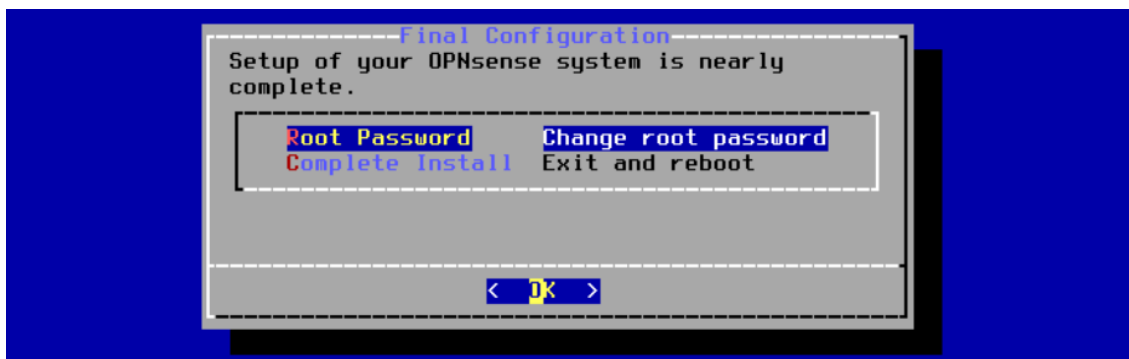 Final Configuration
Setup of your OPNsense system is nearly
complete.
Root Password Change root password
Complete Install Exit and reboot
< OK >